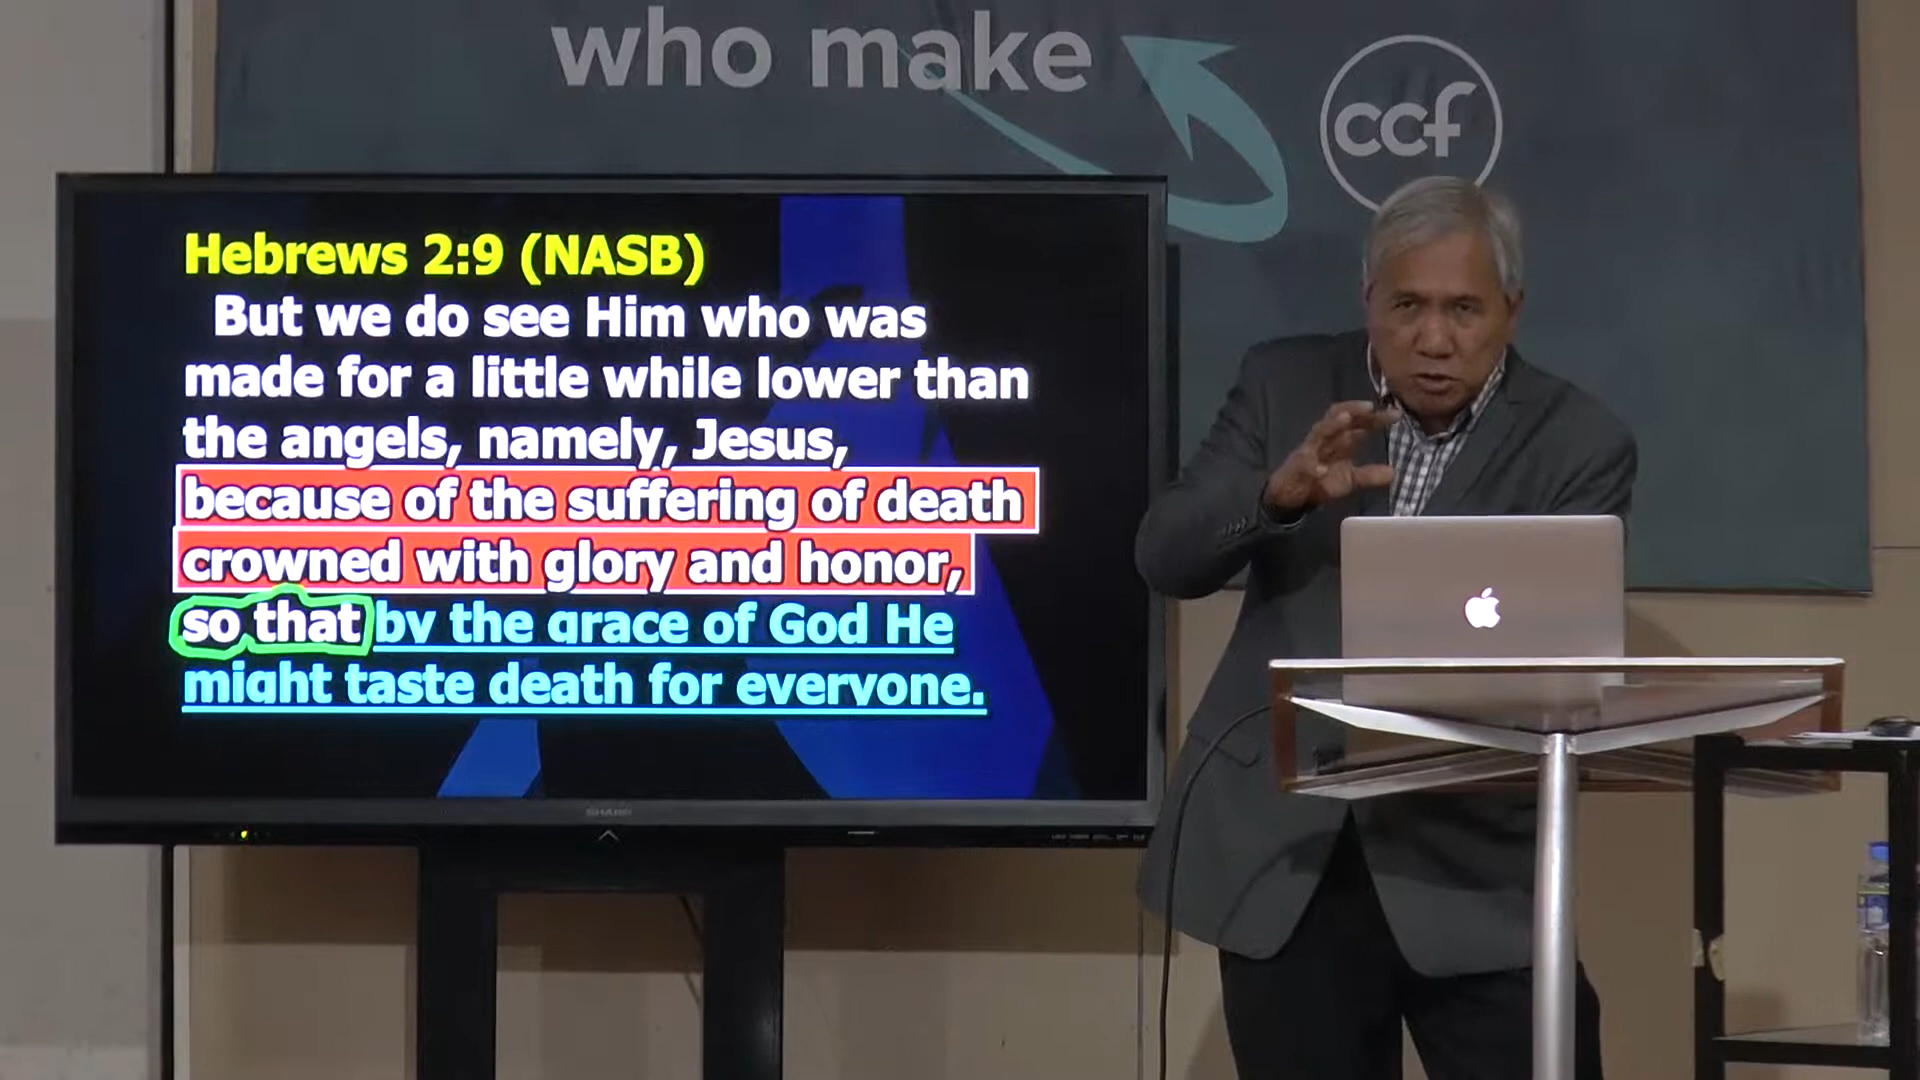 who make
ccf
Hebrews 2:9 (NASB)
But we do see Him who was
made for a little while lower than
the angels, namely, Jesus,
because of the suffering of death
crowned with glory and honor,
so that by the grace of God He
might taste death for everyone.
SHARP